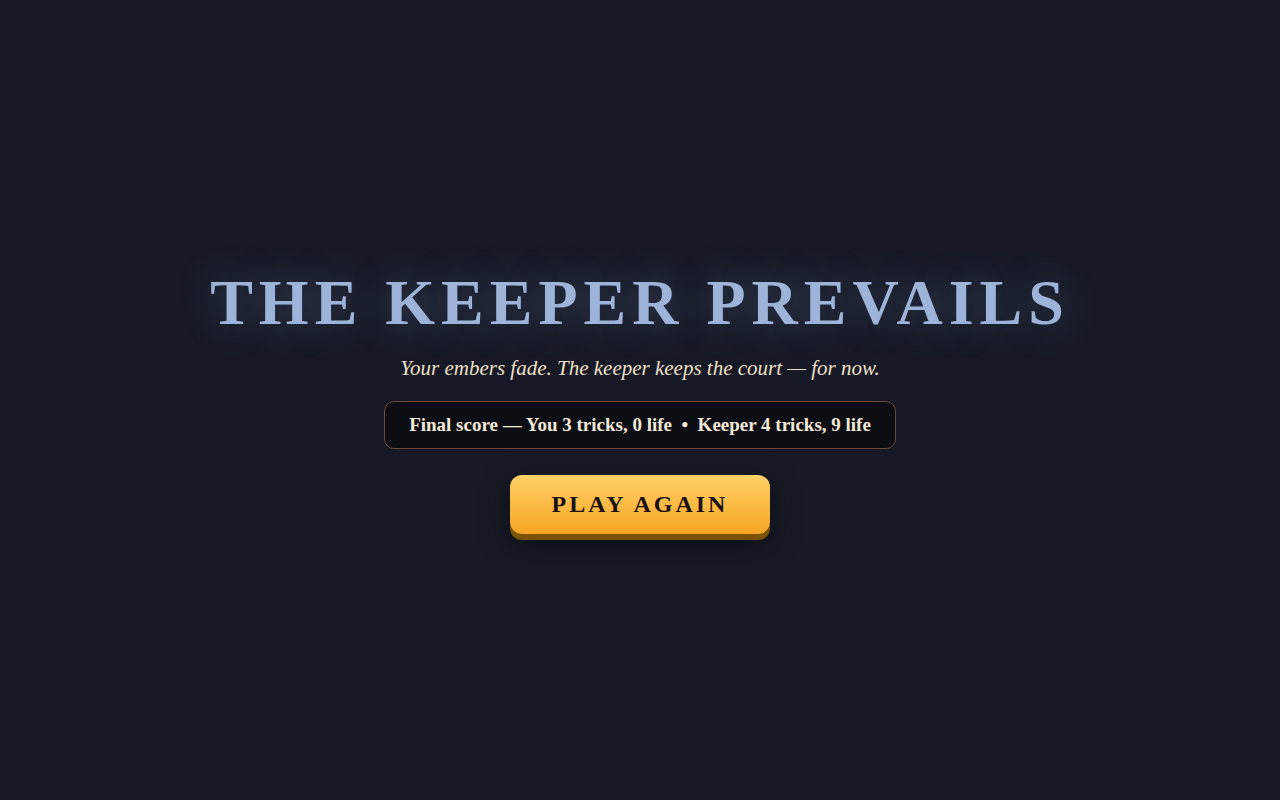 THE KEEPER PREVAILS
Your embers fade. The keeper keeps the court — for now.
Final score — You 3 tricks, 0 life • Keeper 4 tricks, 9 life
PLAY AGAIN